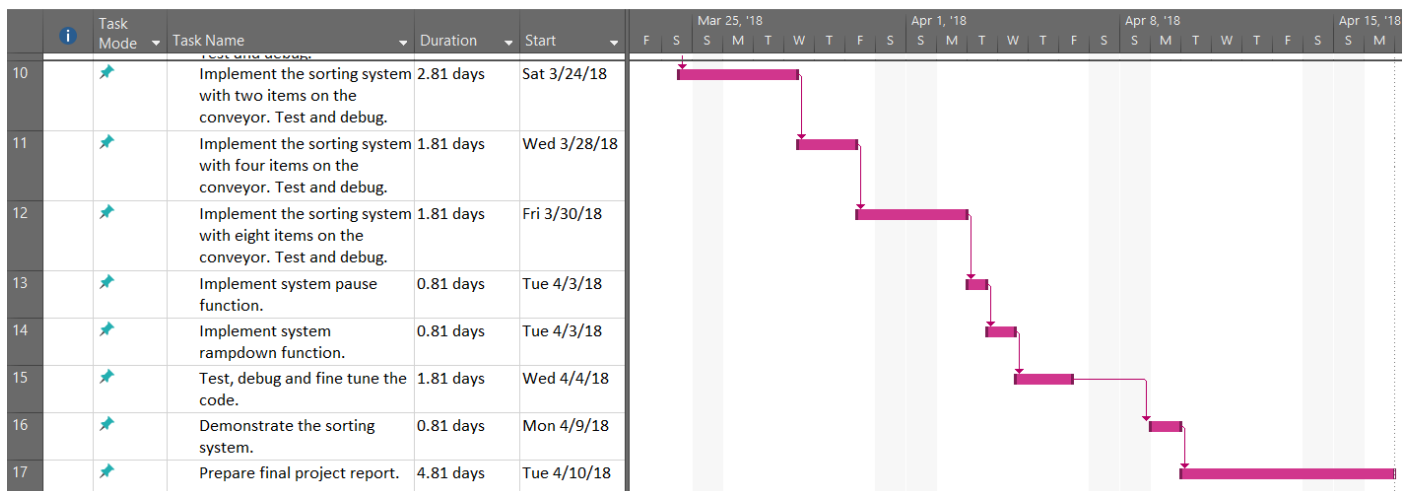 Task
Mode
Task Name
Duration
Start
Mar 25, '18
Apr 1, '18
Apr 8, '18
Apr 15, '18
F S S M T W T F S S M T W T F S S M T W T F S S M
Test and debug.
10 Implement the sorting system 2.81 days Sat 3/24/18
with two items on the
conveyor. Test and debug.
11 Implement the sorting system 1.81 days Wed 3/28/18
with four items on the
conveyor. Test and debug.
12 Implement the sorting system 1.81 days Fri 3/30/18
with eight items on the
conveyor. Test and debug.
13 Implement system pause 0.81 days Tue 4/3/18
function.
14 Implement system 0.81 days Tue 4/3/18
rampdown function.
15 Test, debug and fine tune the 1.81 days Wed 4/4/18
code.
16 Demonstrate the sorting 0.81 days Mon 4/9/18
system.
17 Prepare final project report. 4.81 days Tue 4/10/18